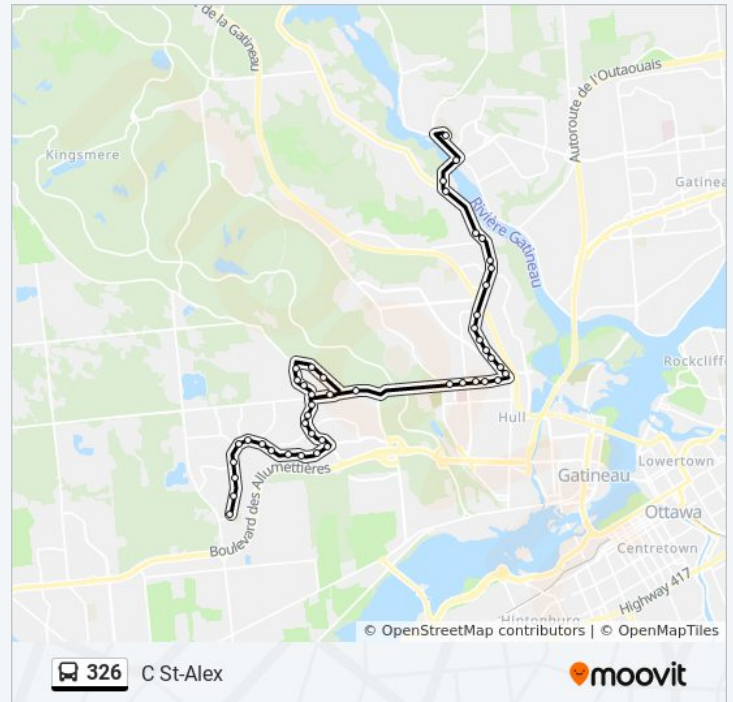 de la Gatineau
Autoroute de l'Outaouais
Kingsmere
Rivière Gatineau
Rockcliff
Hull
Lowertown
Boulevard des Allumettières
Gatineau
Ottawa
Centretown
Highway 417
© OpenStreetMap contributors | © OpenMapTiles
326 C St-Alex
moovit